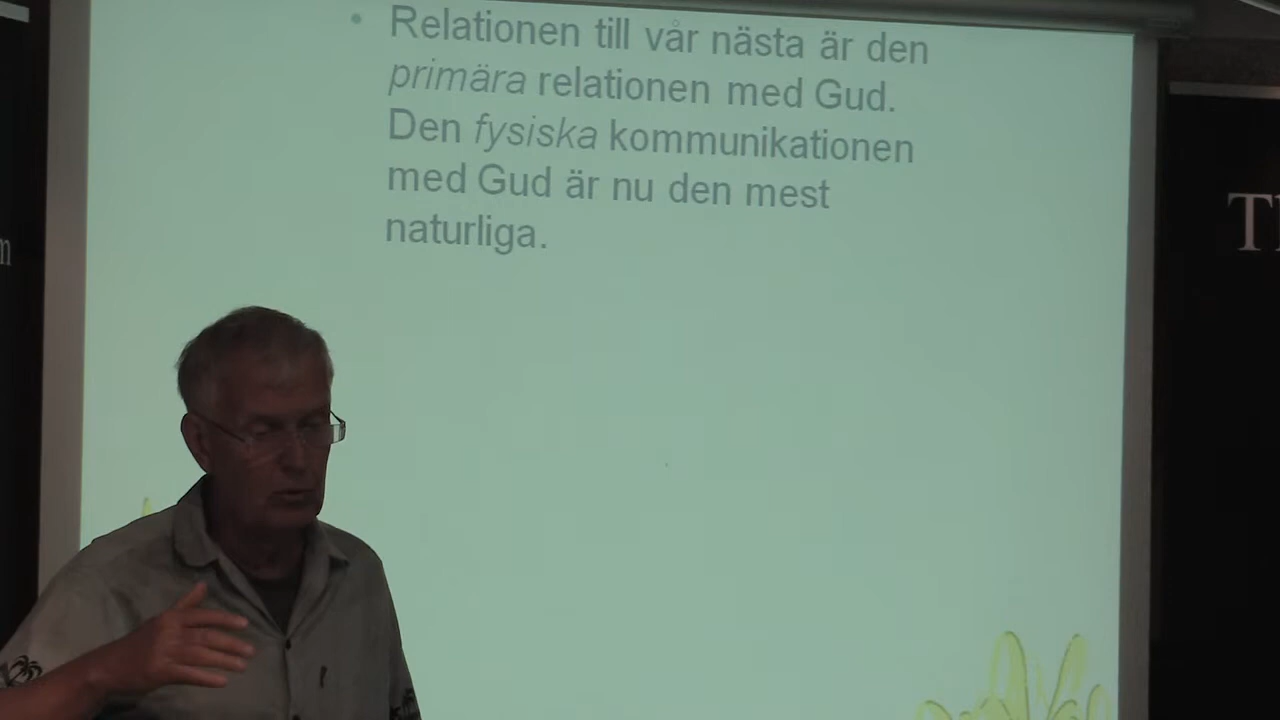 • Relationen till vår nästa är den
primära relationen med Gud.
Den fysiska kommunikationen
med Gud är nu den mest
naturliga.